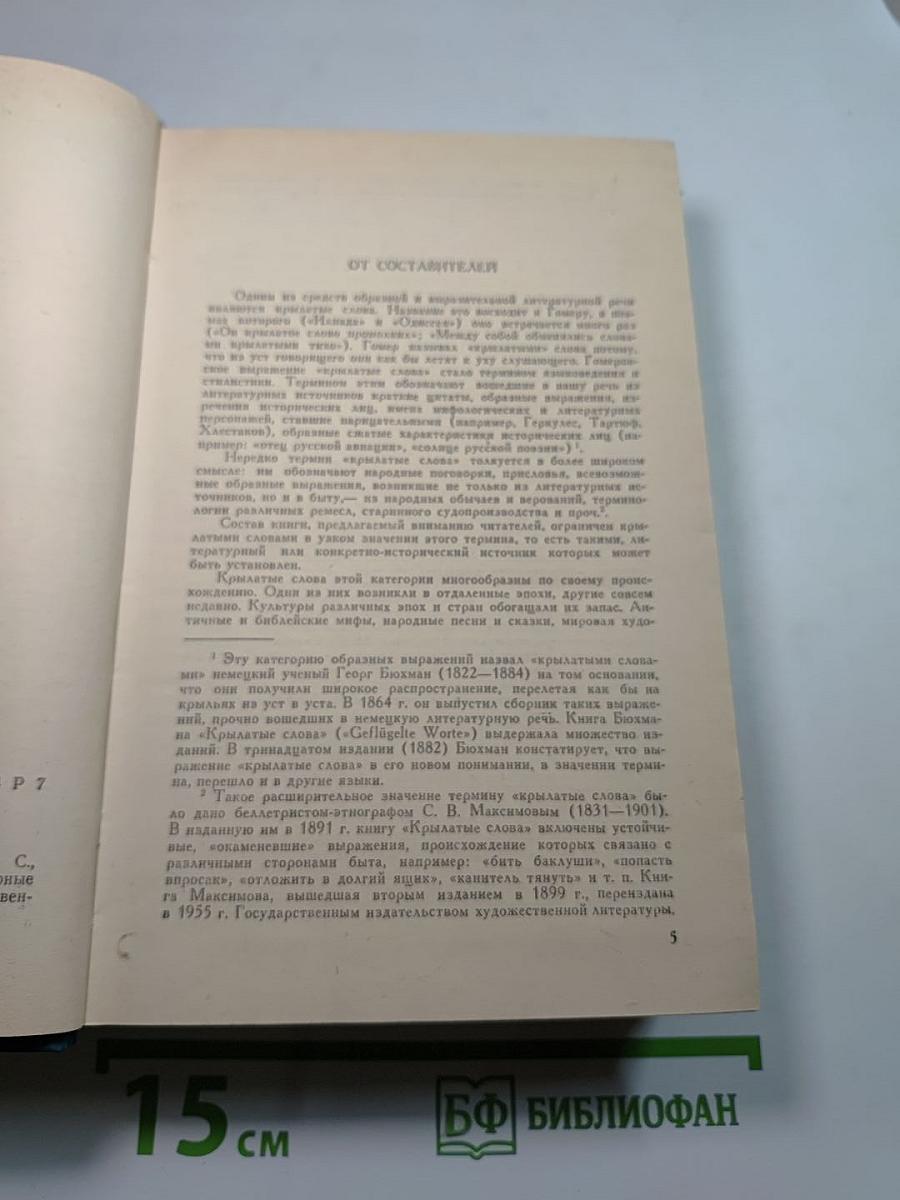 Р 7
С.,
рные
вен-
ОТ СОСТАВИТЕЛЕЙ
Одним из средств образной и выразительной литературной речи
являются крылатые слова. Название это восходит к Гомеру, в поэ-
мах которого («Илиада» и «Одиссея») оно встречается много раз
(«Он крылатое слово промолвил»; «Между собой обменялись слова-
ми крылатыми тихо»). Гомер называл «крылатыми» слова потому,
что из уст говорящего они как бы летят к уху слушающего. Гомеров-
ское выражение «крылатые слова» стало термином языковедения и
стилистики. Термином этим обозначают вошедшие в нашу речь из
литературных источников краткие цитаты, образные выражения, из-
речения исторических лиц, имена мифологических и литературных
персонажей, ставшие нарицательными (например, Геркулес, Тартюф,
Хлестаков), образные сжатые характеристики исторических лиц (на-
пример: «отец русской авиации», «солнце русской поэзии») ¹.
Нередко термин «крылатые слова» толкуется в более широком
смысле: им обозначают народные поговорки, присловья, всевозмож-
ные образные выражения, возникшие не только из литературных ис-
точников, но и в быту,— из народных обычаев и верований, термино-
логии различных ремесл, старинного судопроизводства и проч.².
Состав книги, предлагаемый вниманию читателей, ограничен кры-
латыми словами в узком значении этого термина, то есть такими, ли-
тературный или конкретно-исторический источник которых может
быть установлен.
Крылатые слова этой категории многообразны по своему проис-
хождению. Одни из них возникли в отдаленные эпохи, другие совсем
недавно. Культуры различных эпох и стран обогащали их запас. Ан-
тичные и библейские мифы, народные песни и сказки, мировая худо-
¹ Эту категорию образных выражений назвал «крылатыми слова-
ми» немецкий ученый Георг Бюхман (1822—1884) на том основании,
что они получили широкое распространение, перелетая как бы на
крыльях из уст в уста. В 1864 г. он выпустил сборник таких выраже-
ний, прочно вошедших в немецкую литературную речь. Книга Бюхма-
на «Крылатые слова» («Geflügelte Worte») выдержала множество из-
даний. В тринадцатом издании (1882) Бюхман констатирует, что вы-
ражение «крылатые слова» в его новом понимании, в значении терми-
на, перешло и в другие языки.
² Такое расширительное значение термину «крылатые слова» бы-
ло дано беллетристом-этнографом С. В. Максимовым (1831—1901).
В изданную им в 1891 г. книгу «Крылатые слова» включены устойчи-
вые, «окаменевшие» выражения, происхождение которых связано с
различными сторонами быта, например: «бить баклуши», «попасть
впросак», «отложить в долгий ящик», «канитель тянуть» и т. п. Кни-
га Максимова, вышедшая вторым изданием в 1899 г., переиздана
в 1955 г. Государственным издательством художественной литературы.
5
15 см
БФ БИБЛИОФАН